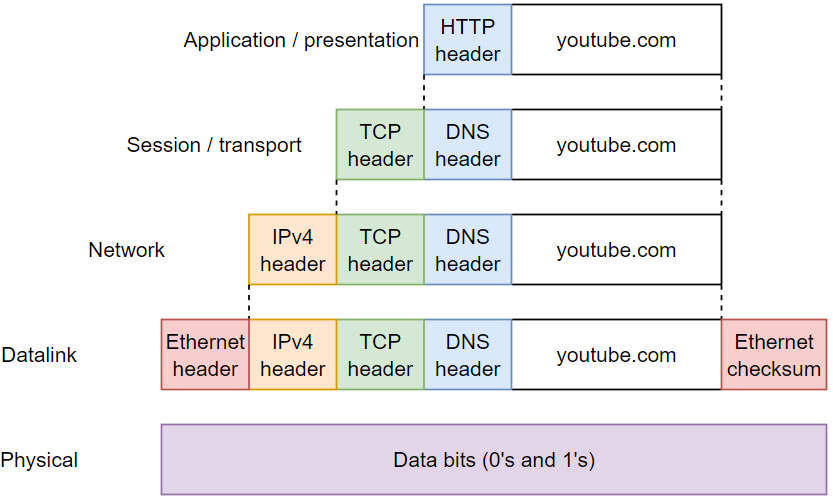 Application / presentation
HTTP
header
youtube.com
Session / transport
TCP
header
DNS
header
youtube.com
Network
IPv4
header
TCP
header
DNS
header
youtube.com
Datalink
Ethernet
header
IPv4
header
TCP
header
DNS
header
youtube.com
Ethernet
checksum
Physical
Data bits (0's and 1's)